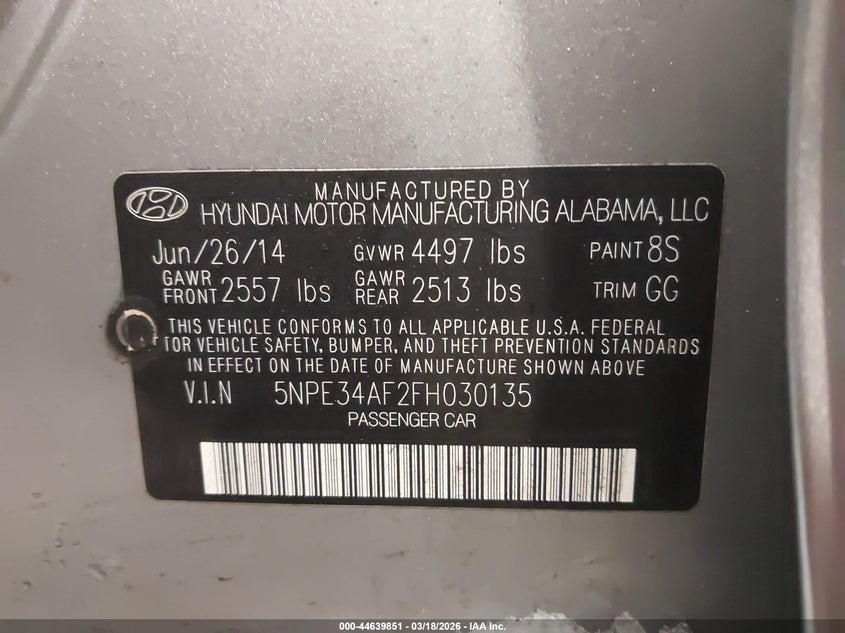 MANUFACTURED BY
HYUNDAI MOTOR MANUFACTURING ALABAMA, LLC
Jun/26/14 GVWR 4497 lbs PAINT 8S
GAWR FRONT 2557 lbs GAWR REAR 2513 lbs TRIM GG
THIS VEHICLE CONFORMS TO ALL APPLICABLE U.S.A. FEDERAL
TOR VEHICLE SAFETY, BUMPER, AND THEFT PREVENTION STANDARDS
IN EFFECT ON THE DATE OF MANUFACTURE SHOWN ABOVE.
V.I.N 5NPE34AF2FH030135
PASSENGER CAR
000-44639851 - 03/18/2026 - IAA Inc.